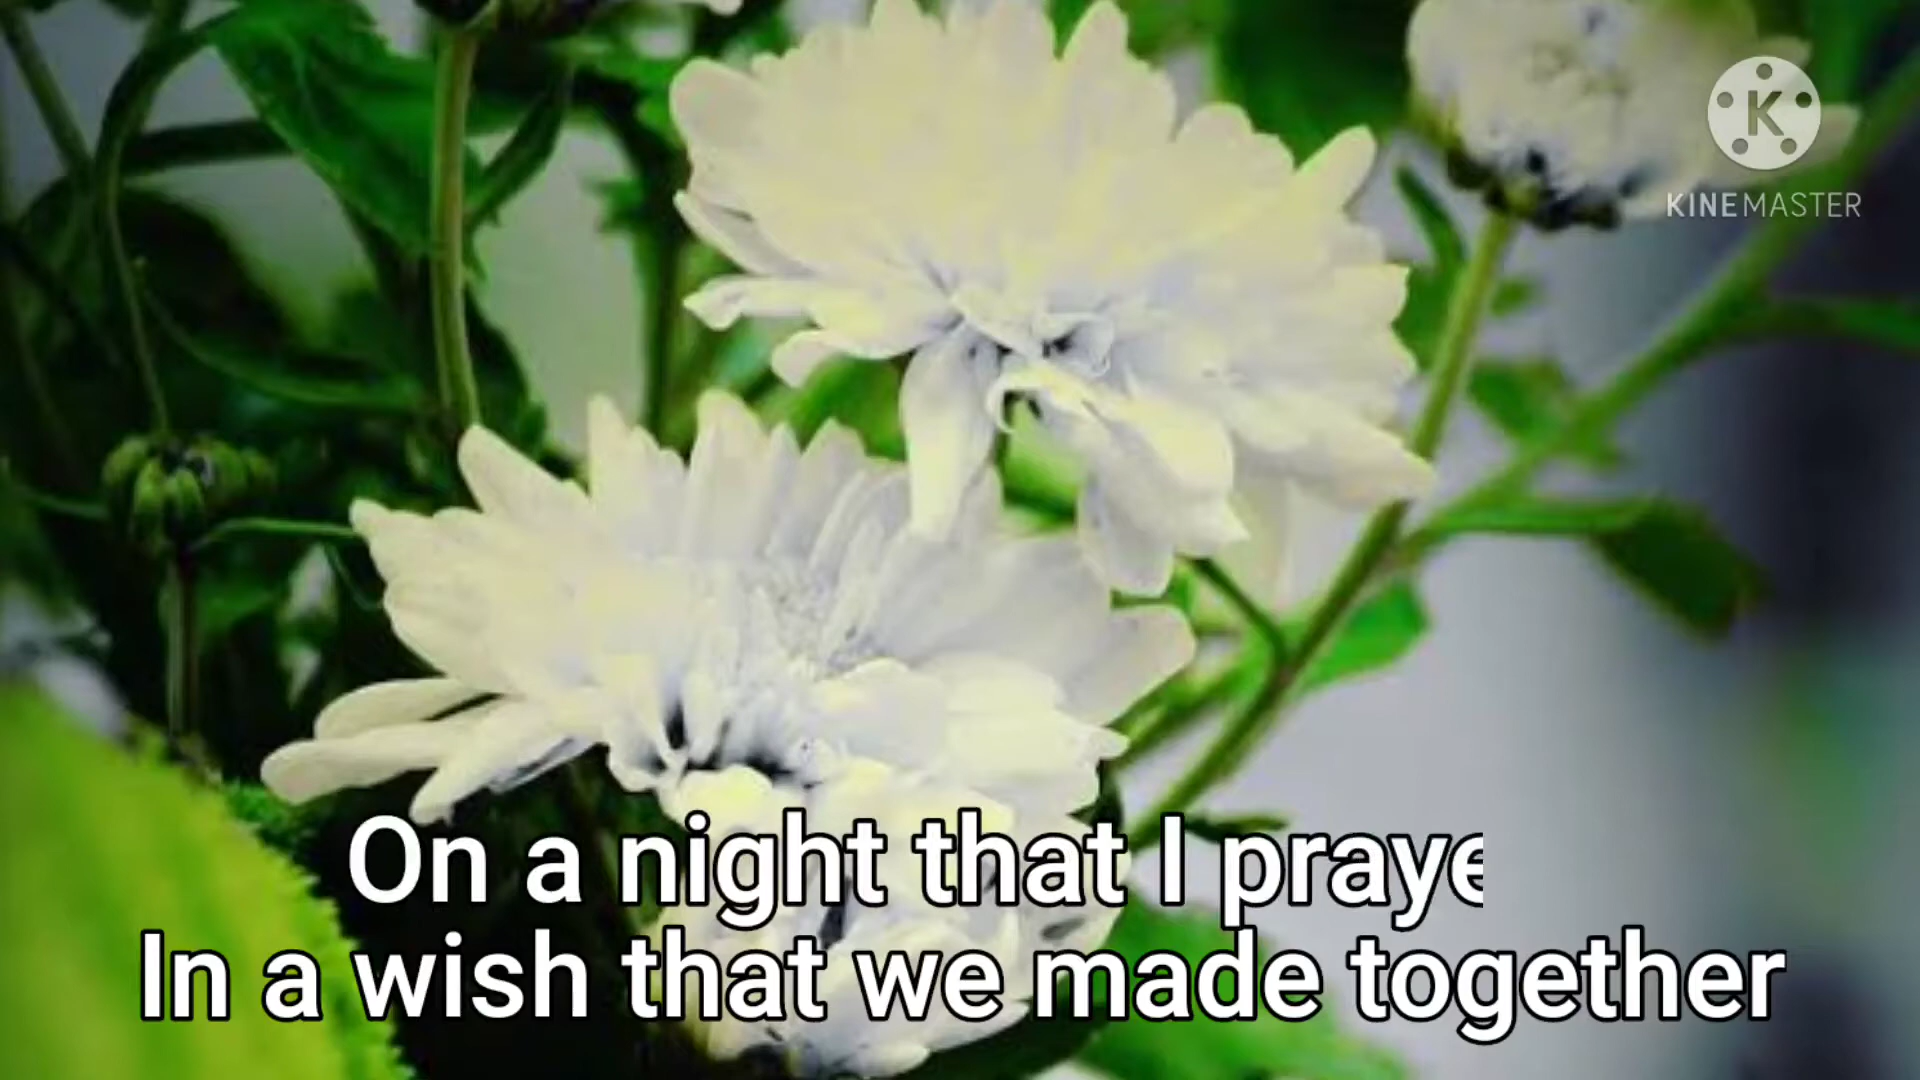 K
KINEMASTER
On a night that I praye
In a wish that we made together